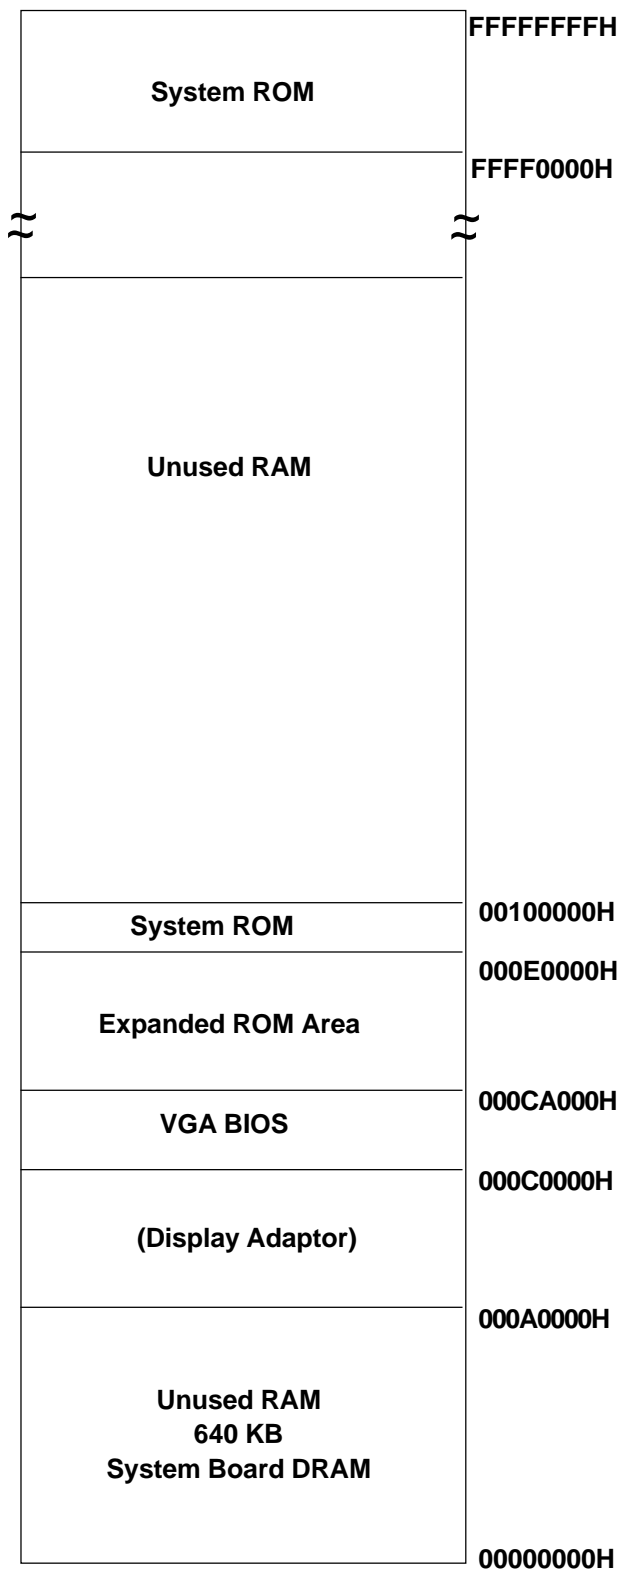 FFFFFFFFH
System ROM
FFFF0000H
Unused RAM
00100000H
System ROM
000E0000H
Expanded ROM Area
000CA000H
VGA BIOS
000C0000H
(Display Adaptor)
000A0000H
Unused RAM
640 KB
System Board DRAM
00000000H